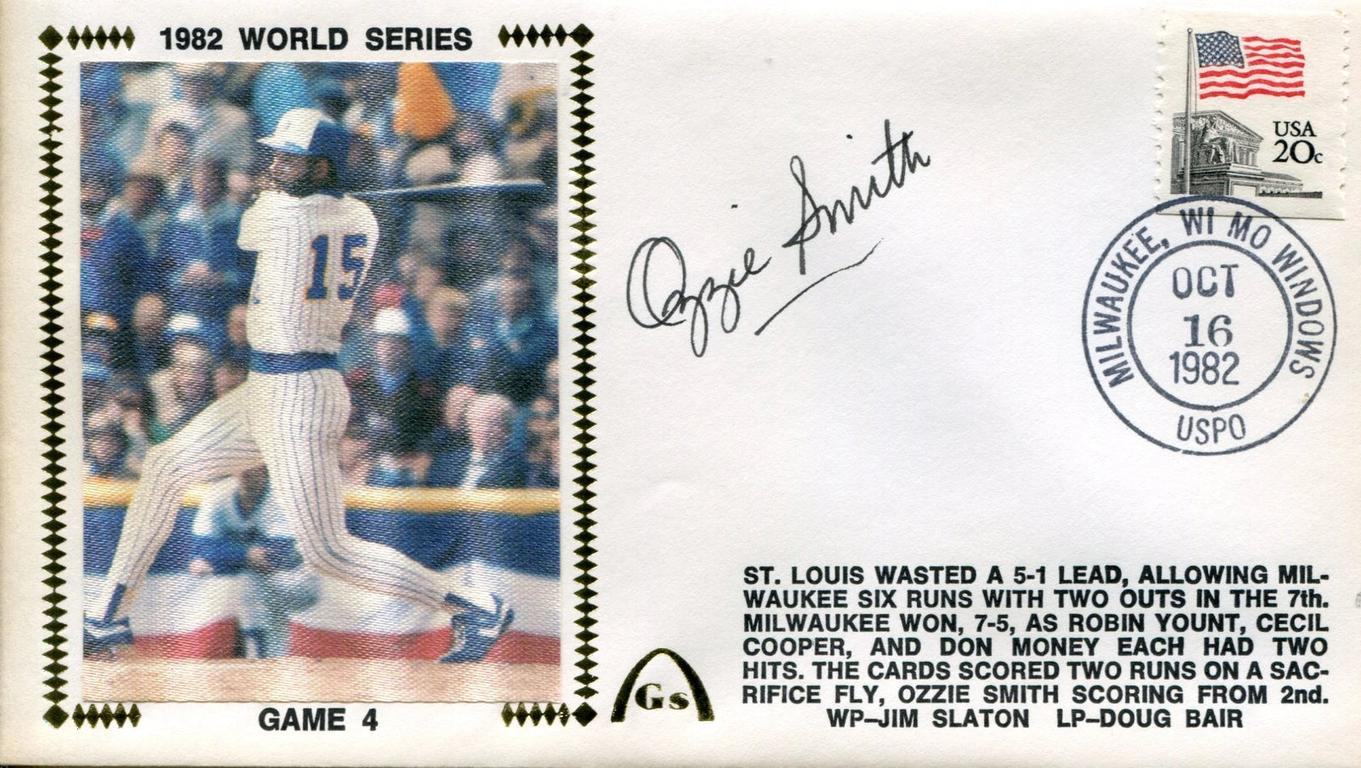 1982 WORLD SERIES
15
GAME 4
Ozzie Smith
USA
20c
MILWAUKEE, WI MO WINDOWS
OCT
16
1982
USPO
Gs
ST. LOUIS WASTED A 5-1 LEAD, ALLOWING MIL-
WAUKEE SIX RUNS WITH TWO OUTS IN THE 7th.
MILWAUKEE WON, 7-5, AS ROBIN YOUNT, CECIL
COOPER, AND DON MONEY EACH HAD TWO
HITS. THE CARDS SCORED TWO RUNS ON A SAC-
RIFICE FLY, OZZIE SMITH SCORING FROM 2nd.
WP–JIM SLATON LP–DOUG BAIR